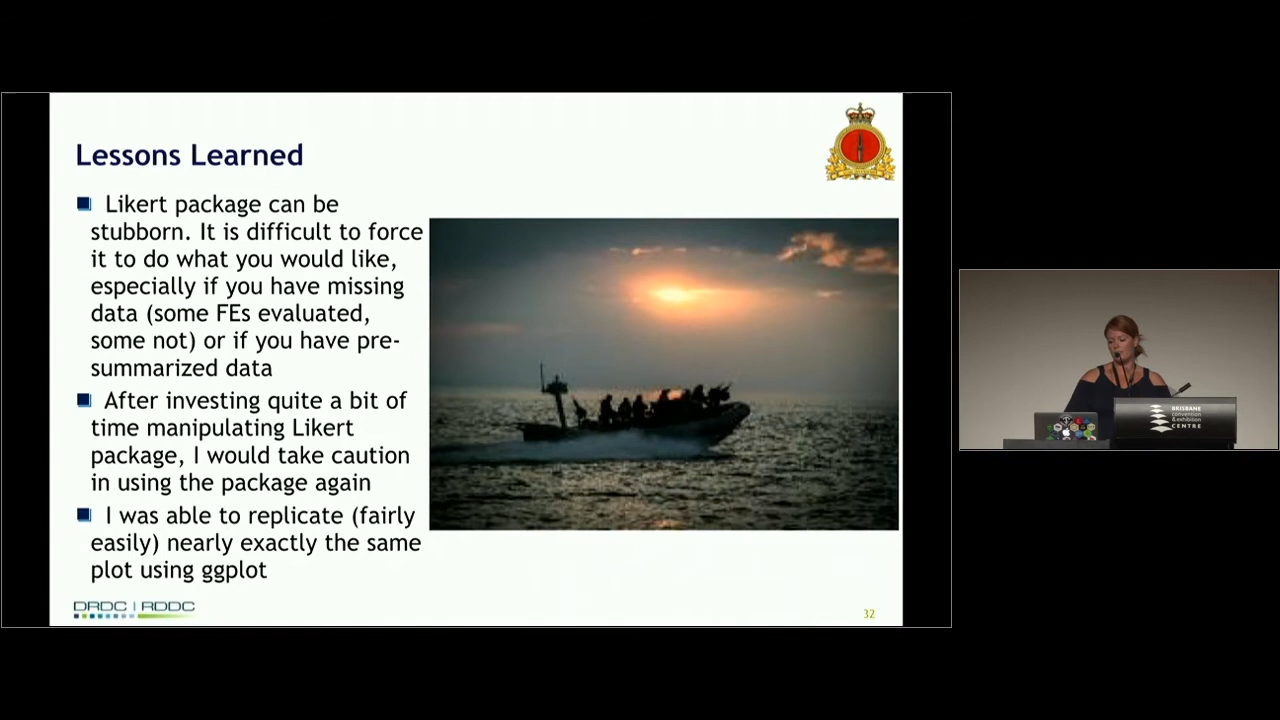 Lessons Learned
Likert package can be
stubborn. It is difficult to force
it to do what you would like,
especially if you have missing
data (some FEs evaluated,
some not) or if you have pre-
summarized data
After investing quite a bit of
time manipulating Likert
package, I would take caution
in using the package again
I was able to replicate (fairly
easily) nearly exactly the same
plot using ggplot
DRDC | RDDC
32
BRISBANE
convention
& exhibition
CENTRE